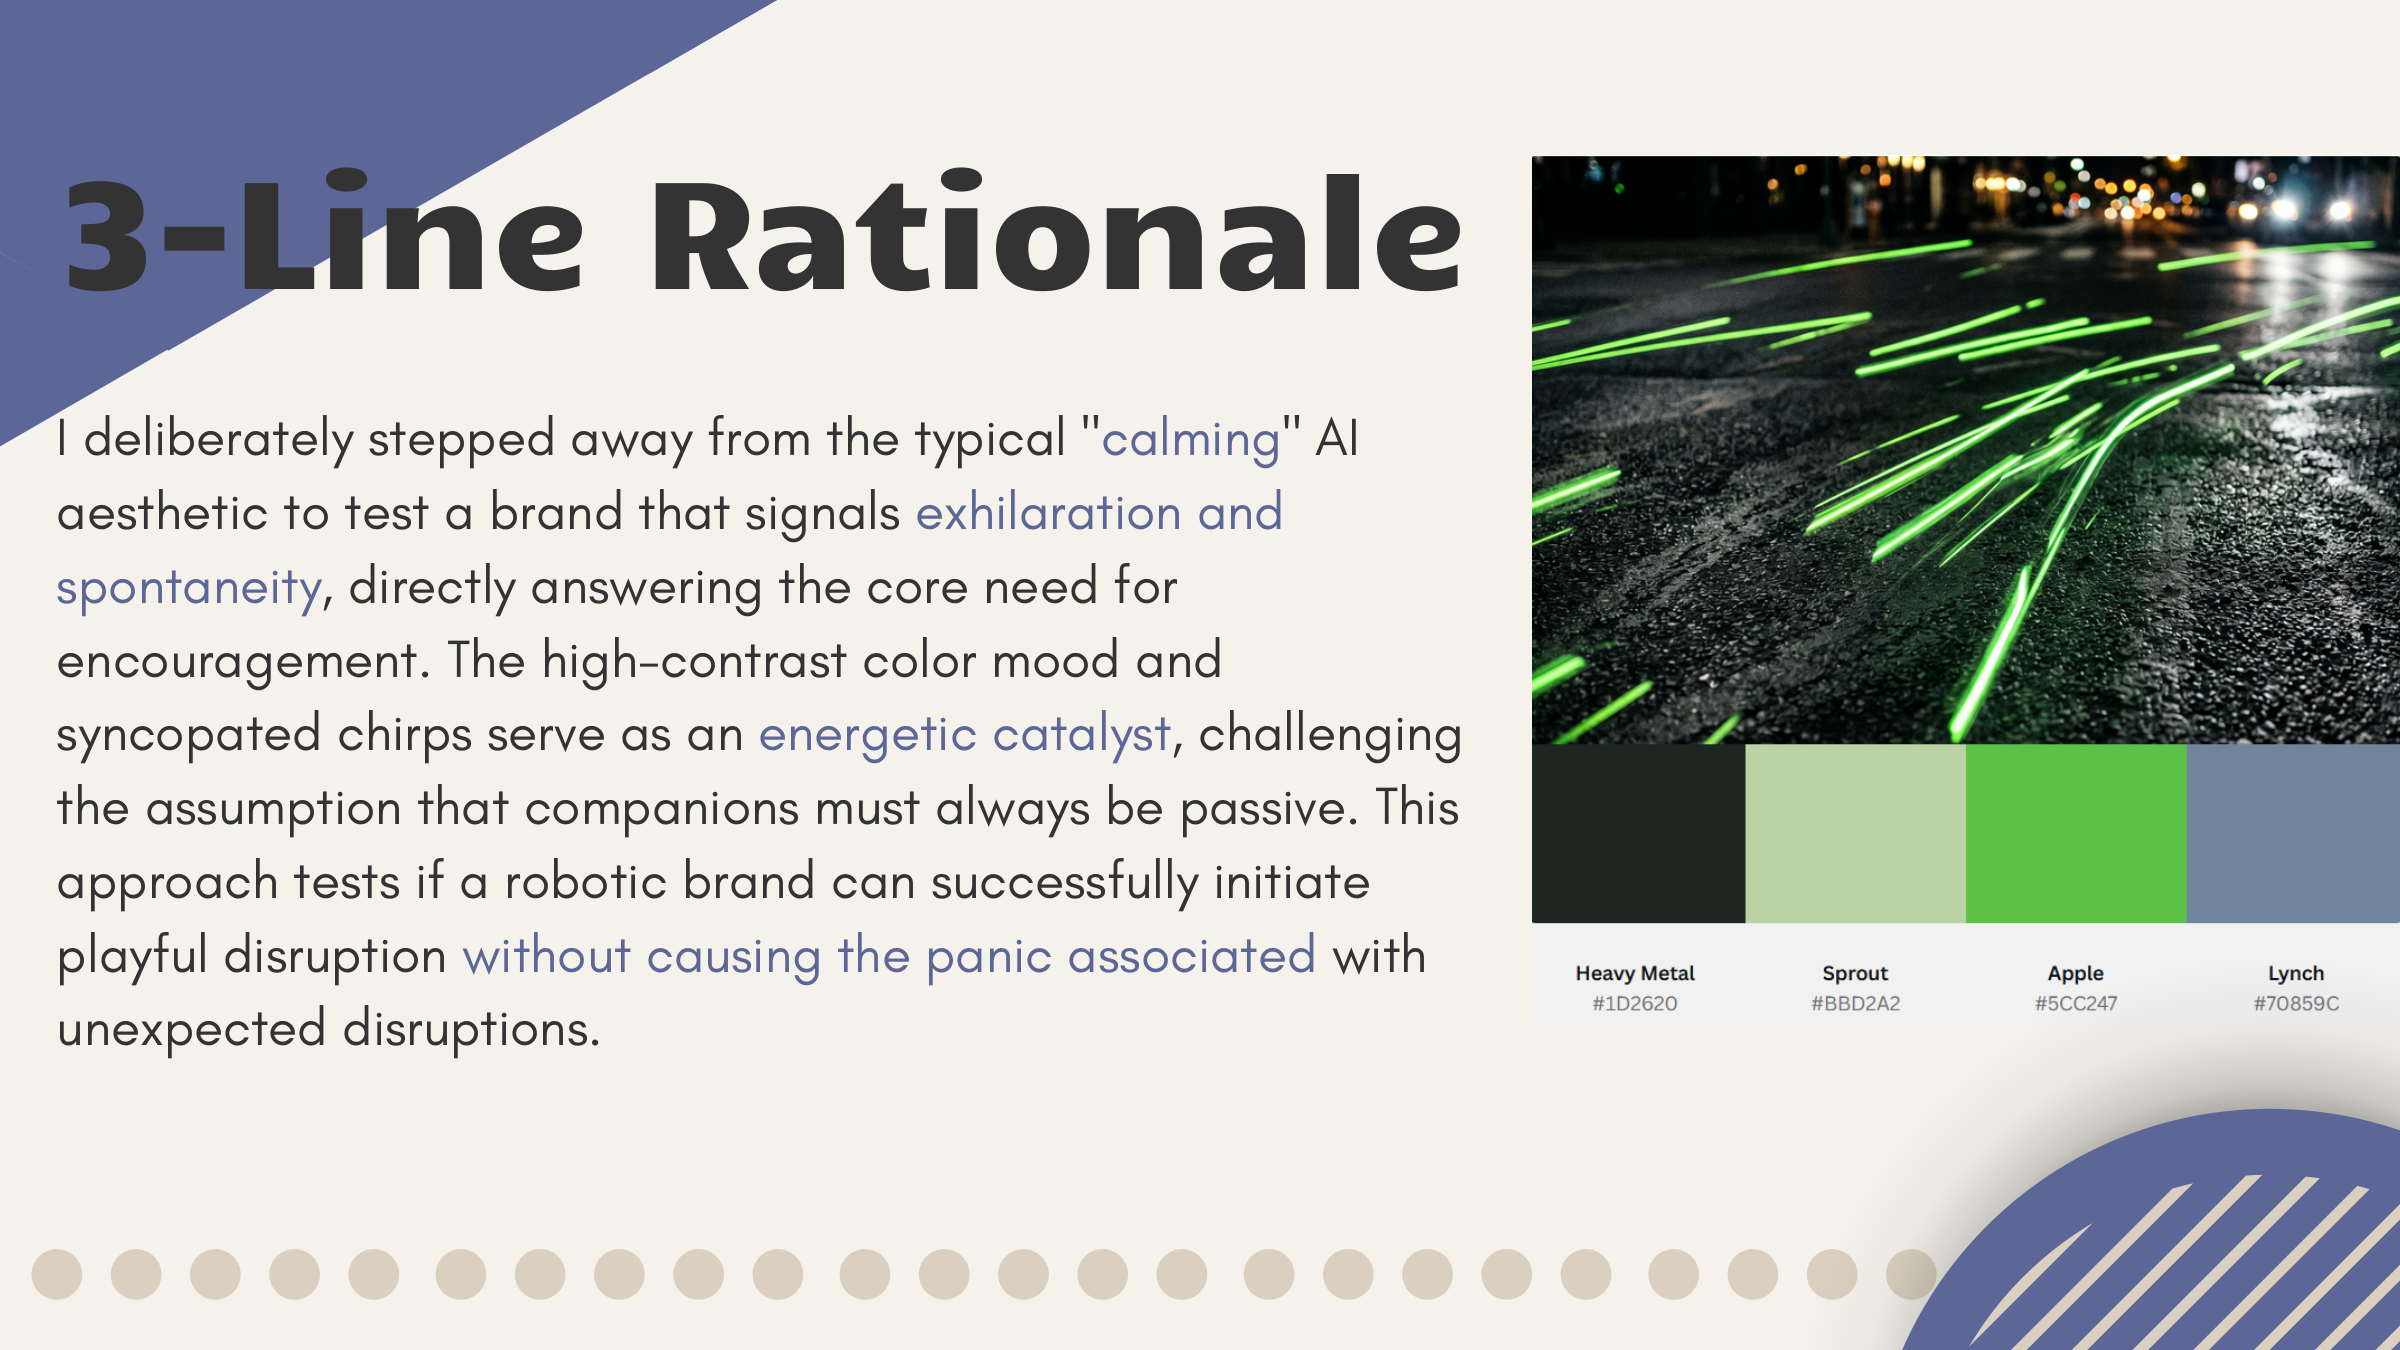 3-Line Rationale
I deliberately stepped away from the typical "calming" AI
aesthetic to test a brand that signals exhilaration and
spontaneity, directly answering the core need for
encouragement. The high-contrast color mood and
syncopated chirps serve as an energetic catalyst, challenging
the assumption that companions must always be passive. This
approach tests if a robotic brand can successfully initiate
playful disruption without causing the panic associated with
unexpected disruptions.
Heavy Metal Sprout Apple Lynch
#1D2620 #BBD2A2 #5CC247 #70859C